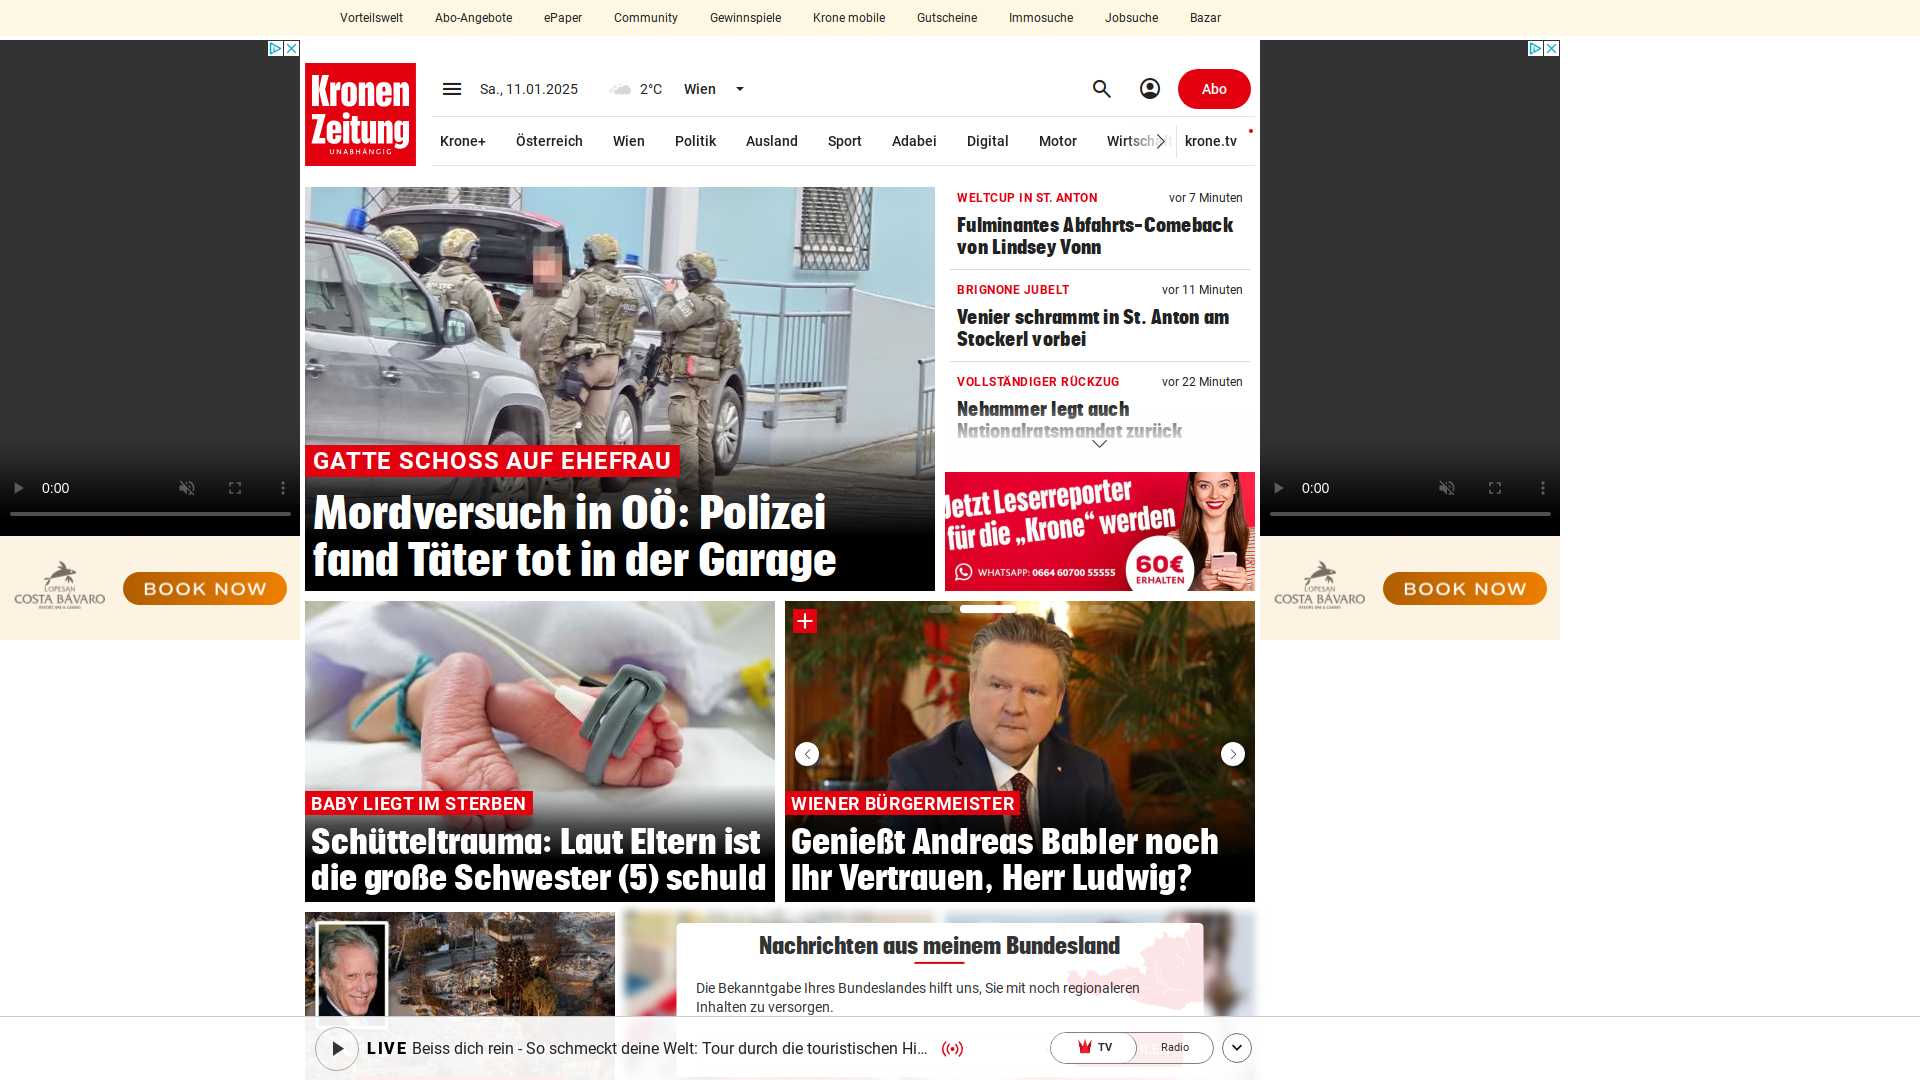 Vorteilswelt Abo-Angebote ePaper Community Gewinnspiele Krone mobile Gutscheine Immosuche Jobsuche Bazar
Kronen
Zeitung
UNABHÄNGIG
Sa., 11.01.2025 2°C Wien Abo
Krone+ Österreich Wien Politik Ausland Sport Adabei Digital Motor Wirtschaft krone.tv
GATTE SCHOSS AUF EHEFRAU
Mordversuch in OÖ: Polizei
fand Täter tot in der Garage
WELTCUP IN ST. ANTON vor 7 Minuten
Fulminantes Abfahrts-Comeback
von Lindsey Vonn
BRIGNONE JUBELT vor 11 Minuten
Venier schrammt in St. Anton am
Stockerl vorbei
VOLLSTÄNDIGER RÜCKZUG vor 22 Minuten
Nehammer legt auch
Nationalratsmandat zurück
Jetzt Leserreporter
für die „Krone“ werden
WHATSAPP: 0664 60700 55555
60€
ERHALTEN
0:00
LOPESAN
COSTA BÁVARO
BOOK NOW
0:00
LOPESAN
COSTA BÁVARO
BOOK NOW
BABY LIEGT IM STERBEN
Schütteltrauma: Laut Eltern ist
die große Schwester (5) schuld
WIENER BÜRGERMEISTER
Genießt Andreas Babler noch
Ihr Vertrauen, Herr Ludwig?
Nachrichten aus meinem Bundesland
Die Bekanntgabe Ihres Bundeslandes hilft uns, Sie mit noch regionaleren
Inhalten zu versorgen.
LIVE Beiss dich rein - So schmeckt deine Welt: Tour durch die touristischen Hi...
TV Radio